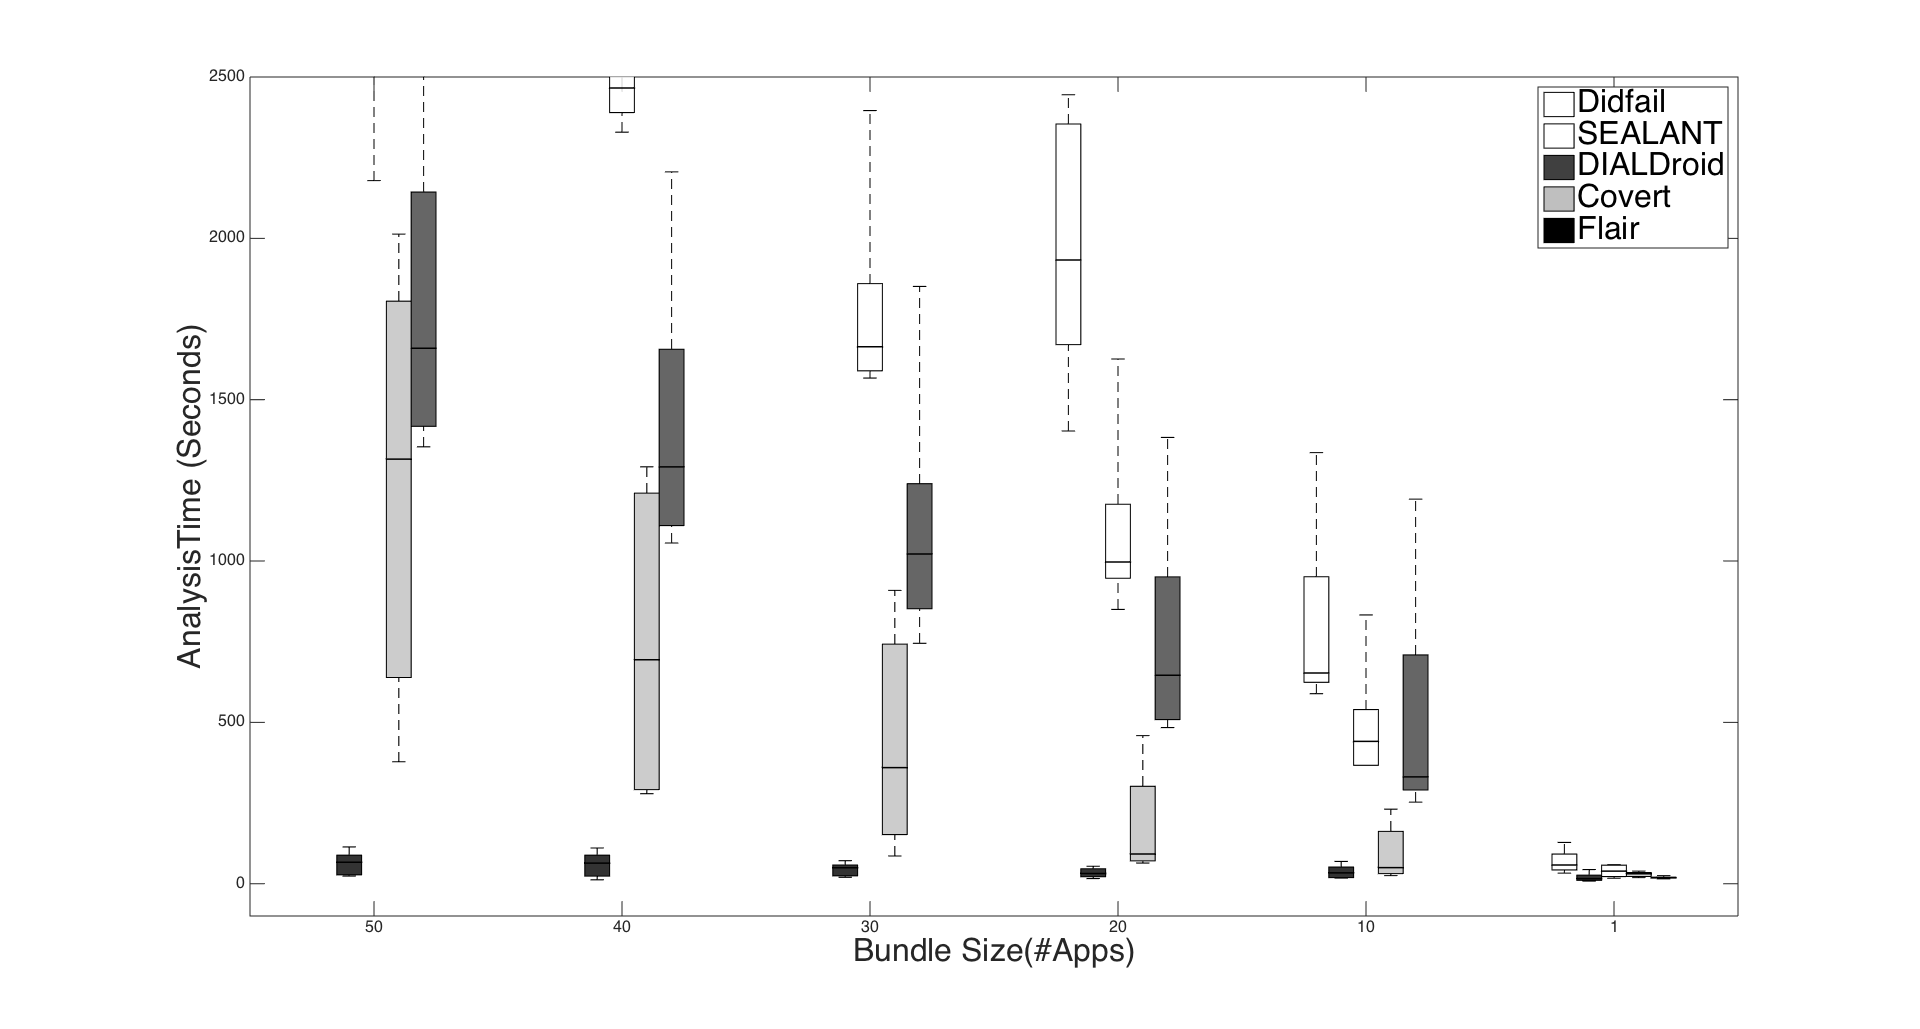 2500
2000
1500
1000
500
0
AnalysisTime (Seconds)
Didfail
SEALANT
DIALDroid
Covert
Flair
50 40 30 20 10 1
Bundle Size(#Apps)